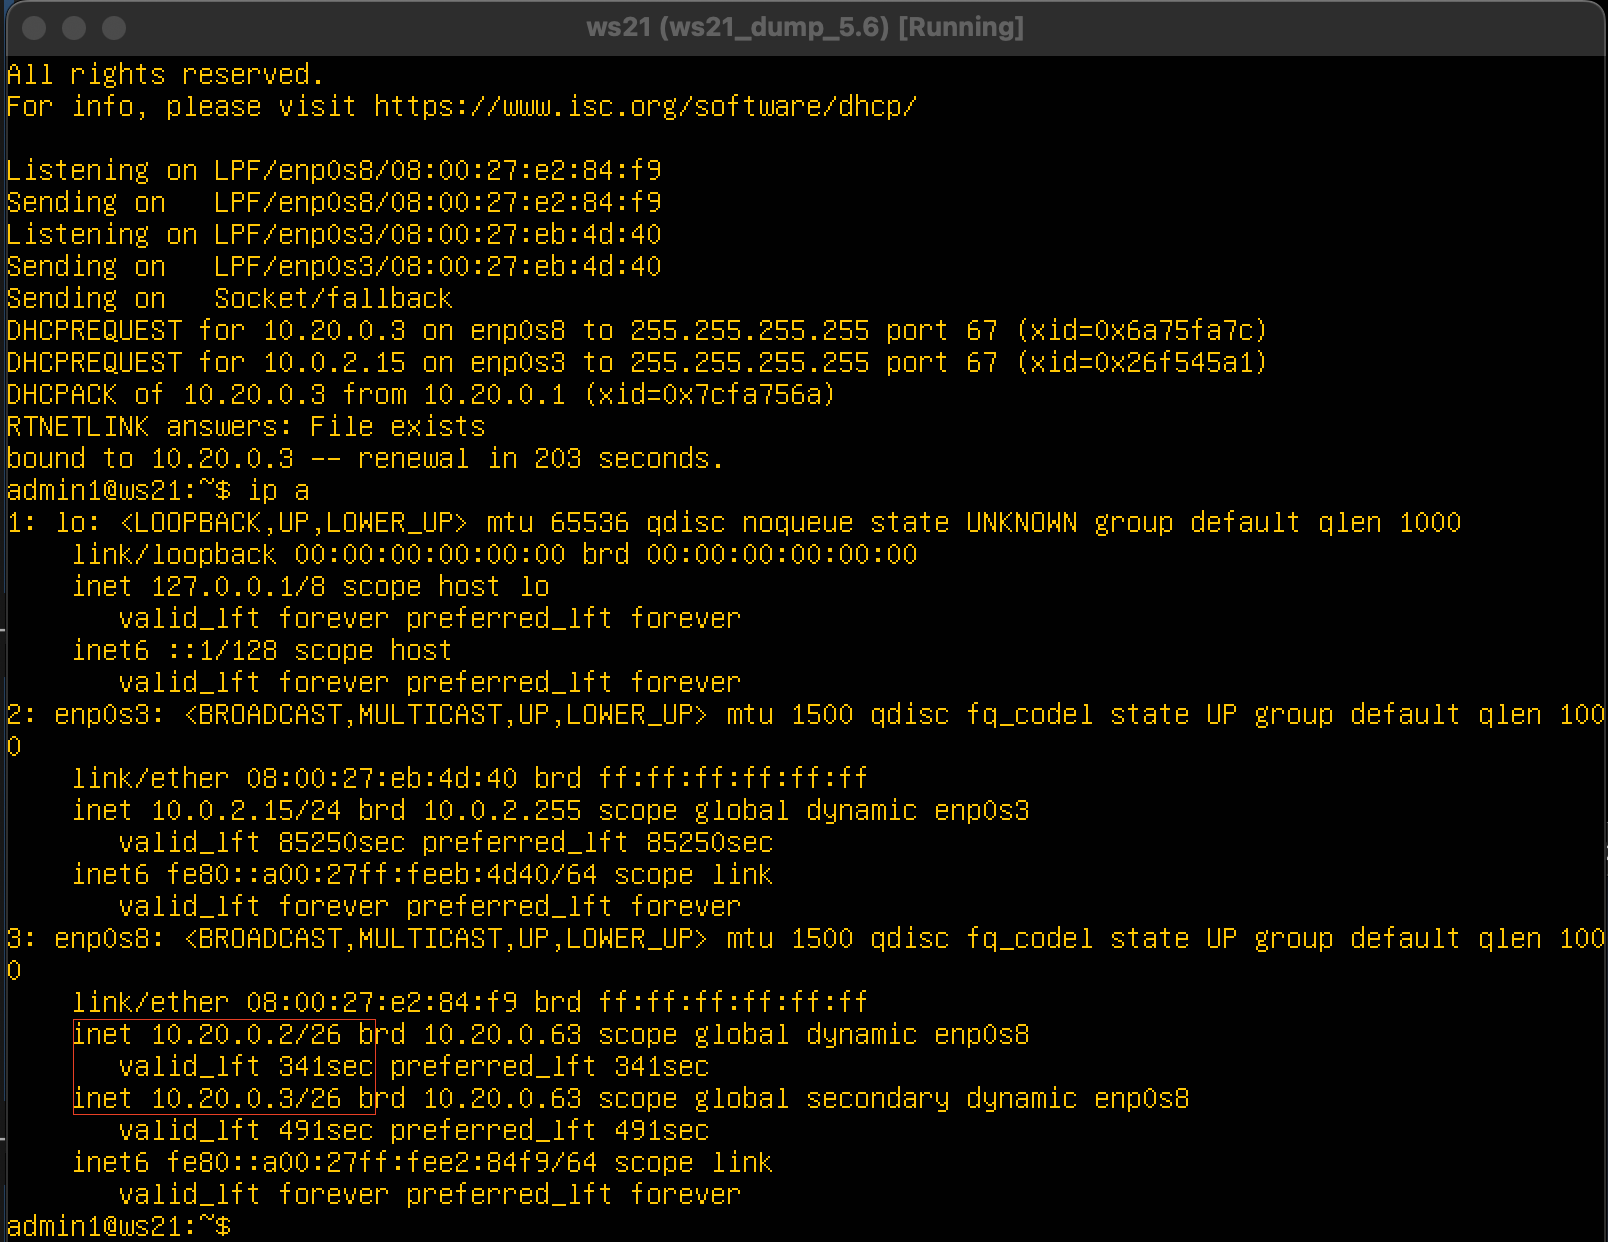 ws21 (ws21_dump_5.6) [Running]
All rights reserved.
For info, please visit https://www.isc.org/software/dhcp/
Listening on LPF/enp0s8/08:00:27:e2:84:f9
Sending on   LPF/enp0s8/08:00:27:e2:84:f9
Listening on LPF/enp0s3/08:00:27:eb:4d:40
Sending on   LPF/enp0s3/08:00:27:eb:4d:40
Sending on   Socket/fallback
DHCPREQUEST for 10.20.0.3 on enp0s8 to 255.255.255.255 port 67 (xid=0x6a75fa7c)
DHCPREQUEST for 10.0.2.15 on enp0s3 to 255.255.255.255 port 67 (xid=0x26f545a1)
DHCPACK of 10.20.0.3 from 10.20.0.1 (xid=0x7cfa756a)
RTNETLINK answers: File exists
bound to 10.20.0.3 -- renewal in 203 seconds.
admin1@ws21:~$ ip a
1: lo: <LOOPBACK,UP,LOWER_UP> mtu 65536 qdisc noqueue state UNKNOWN group default qlen 1000
    link/loopback 00:00:00:00:00:00 brd 00:00:00:00:00:00
    inet 127.0.0.1/8 scope host lo
       valid_lft forever preferred_lft forever
    inet6 ::1/128 scope host
       valid_lft forever preferred_lft forever
2: enp0s3: <BROADCAST,MULTICAST,UP,LOWER_UP> mtu 1500 qdisc fq_codel state UP group default qlen 100
0
    link/ether 08:00:27:eb:4d:40 brd ff:ff:ff:ff:ff:ff
    inet 10.0.2.15/24 brd 10.0.2.255 scope global dynamic enp0s3
       valid_lft 85250sec preferred_lft 85250sec
    inet6 fe80::a00:27ff:feeb:4d40/64 scope link
       valid_lft forever preferred_lft forever
3: enp0s8: <BROADCAST,MULTICAST,UP,LOWER_UP> mtu 1500 qdisc fq_codel state UP group default qlen 100
0
    link/ether 08:00:27:e2:84:f9 brd ff:ff:ff:ff:ff:ff
    inet 10.20.0.2/26 brd 10.20.0.63 scope global dynamic enp0s8
       valid_lft 341sec preferred_lft 341sec
    inet 10.20.0.3/26 brd 10.20.0.63 scope global secondary dynamic enp0s8
       valid_lft 491sec preferred_lft 491sec
    inet6 fe80::a00:27ff:fee2:84f9/64 scope link
       valid_lft forever preferred_lft forever
admin1@ws21:~$